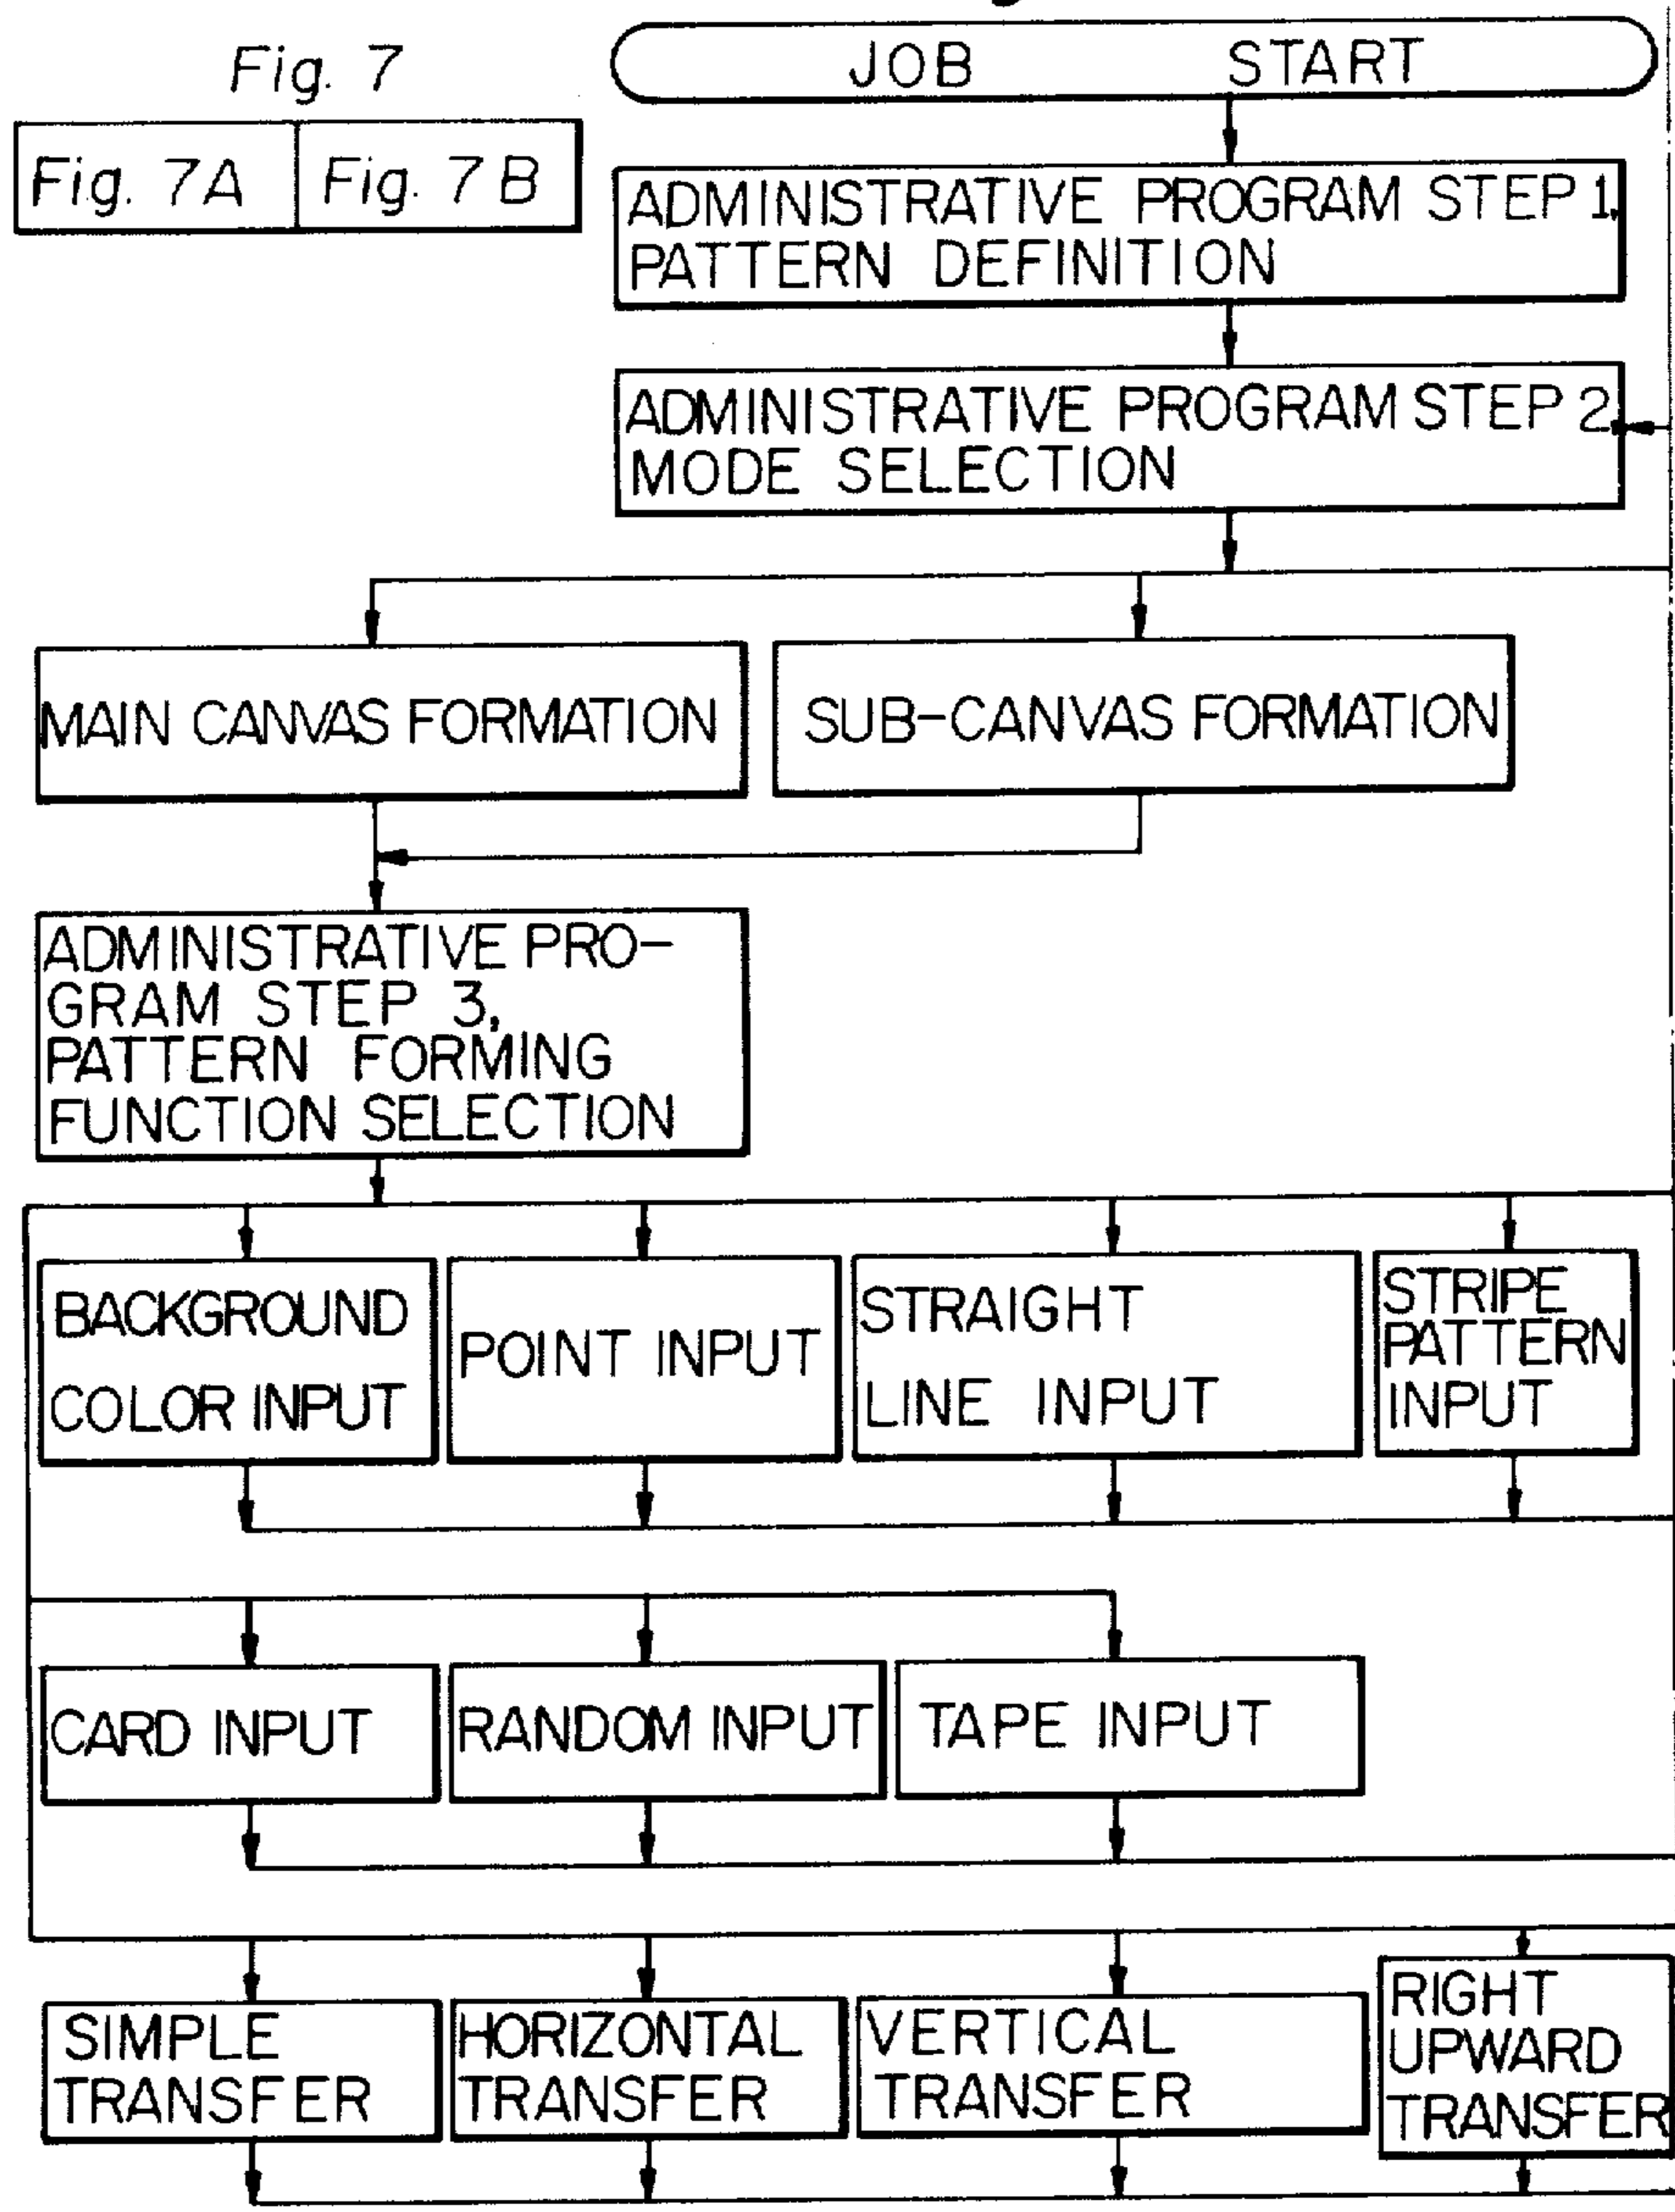 Fig. 7
JOB START
Fig. 7A Fig. 7B
ADMINISTRATIVE PROGRAM STEP 1,
PATTERN DEFINITION
ADMINISTRATIVE PROGRAM STEP 2
MODE SELECTION
MAIN CANVAS FORMATION
SUB-CANVAS FORMATION
ADMINISTRATIVE PRO-
GRAM STEP 3,
PATTERN FORMING
FUNCTION SELECTION
BACKGROUND
COLOR INPUT
POINT INPUT
STRAIGHT
LINE INPUT
STRIPE
PATTERN
INPUT
CARD INPUT
RANDOM INPUT
TAPE INPUT
SIMPLE
TRANSFER
HORIZONTAL
TRANSFER
VERTICAL
TRANSFER
RIGHT
UPWARD
TRANSFER